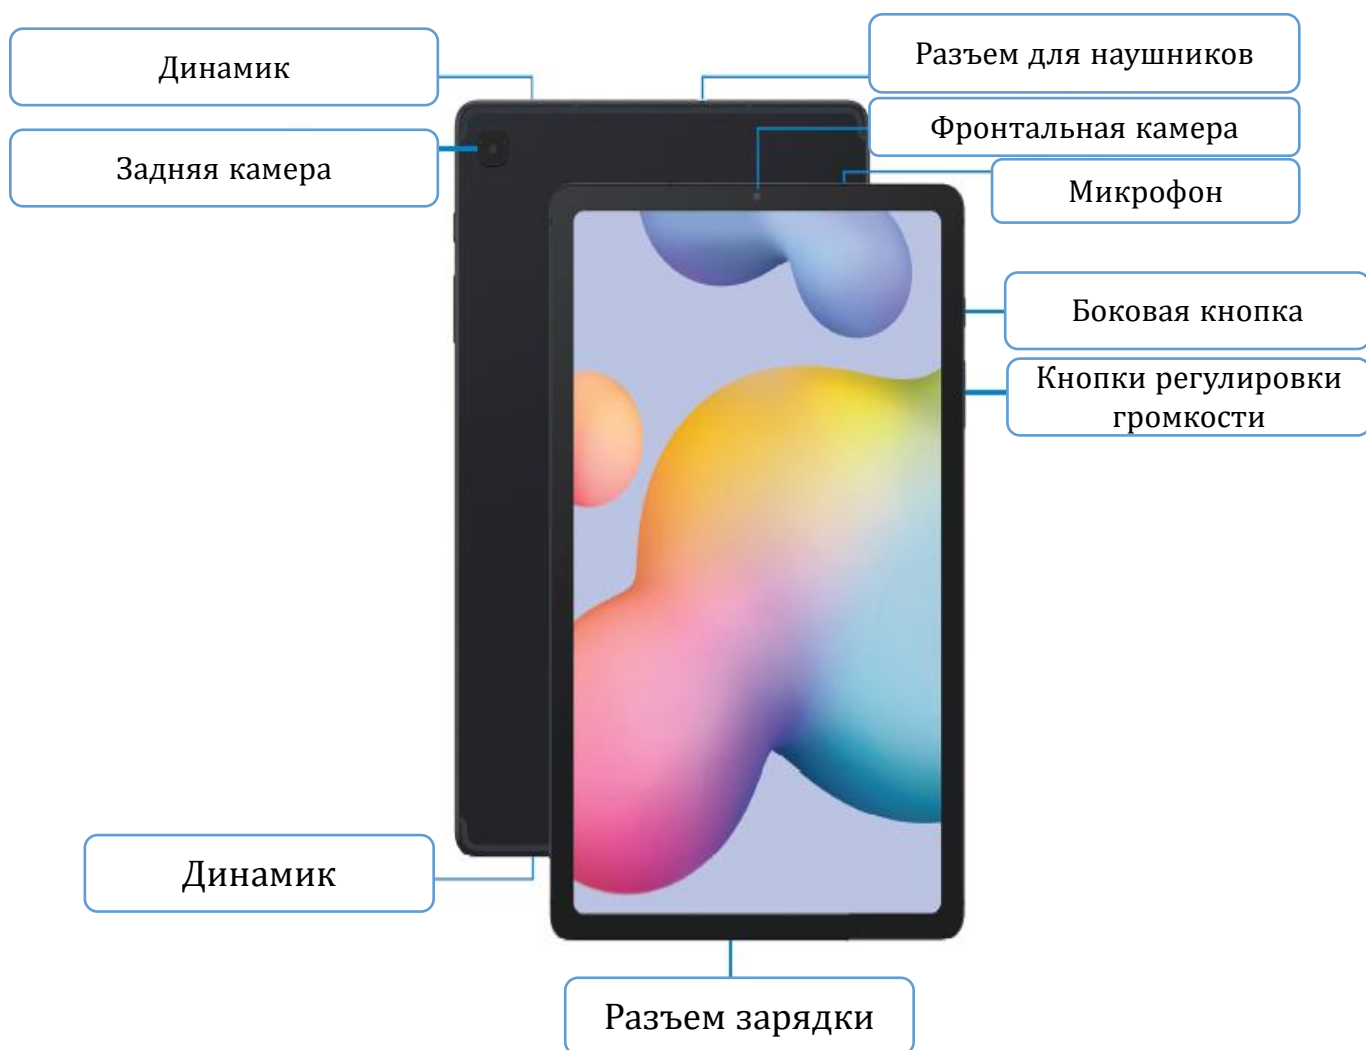 Динамик
Разъем для наушников
Фронтальная камера
Задняя камера
Микрофон
Боковая кнопка
Кнопки регулировки
громкости
Динамик
Разъем зарядки